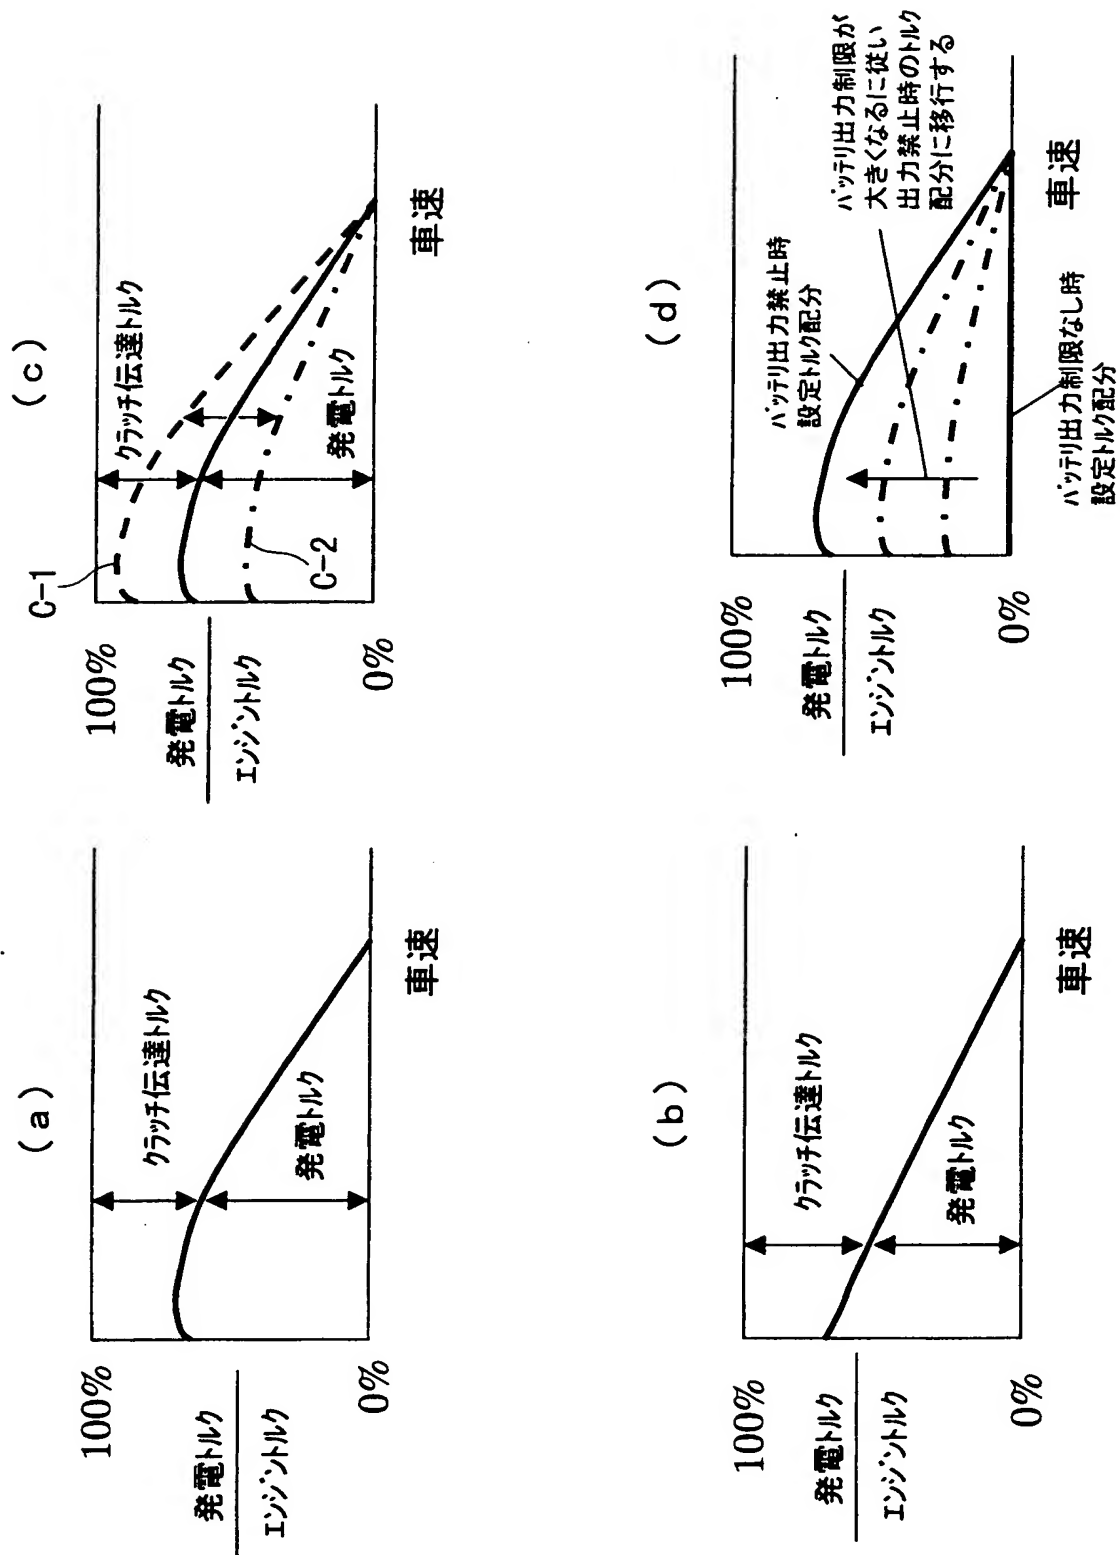 (a)
100%
発電トルク
エンジントルク
0%
クラッチ伝達トルク
発電トルク
車速
(b)
100%
発電トルク
エンジントルク
0%
クラッチ伝達トルク
発電トルク
車速
(c)
100%
発電トルク
エンジントルク
0%
C-1
クラッチ伝達トルク
発電トルク
C-2
車速
(d)
100%
発電トルク
エンジントルク
0%
バッテリ出力禁止時
設定トルク配分
バッテリ出力制限が
大きくなるに従い
出力禁止時のトルク
配分に移行する
車速
バッテリ出力制限なし時
設定トルク配分